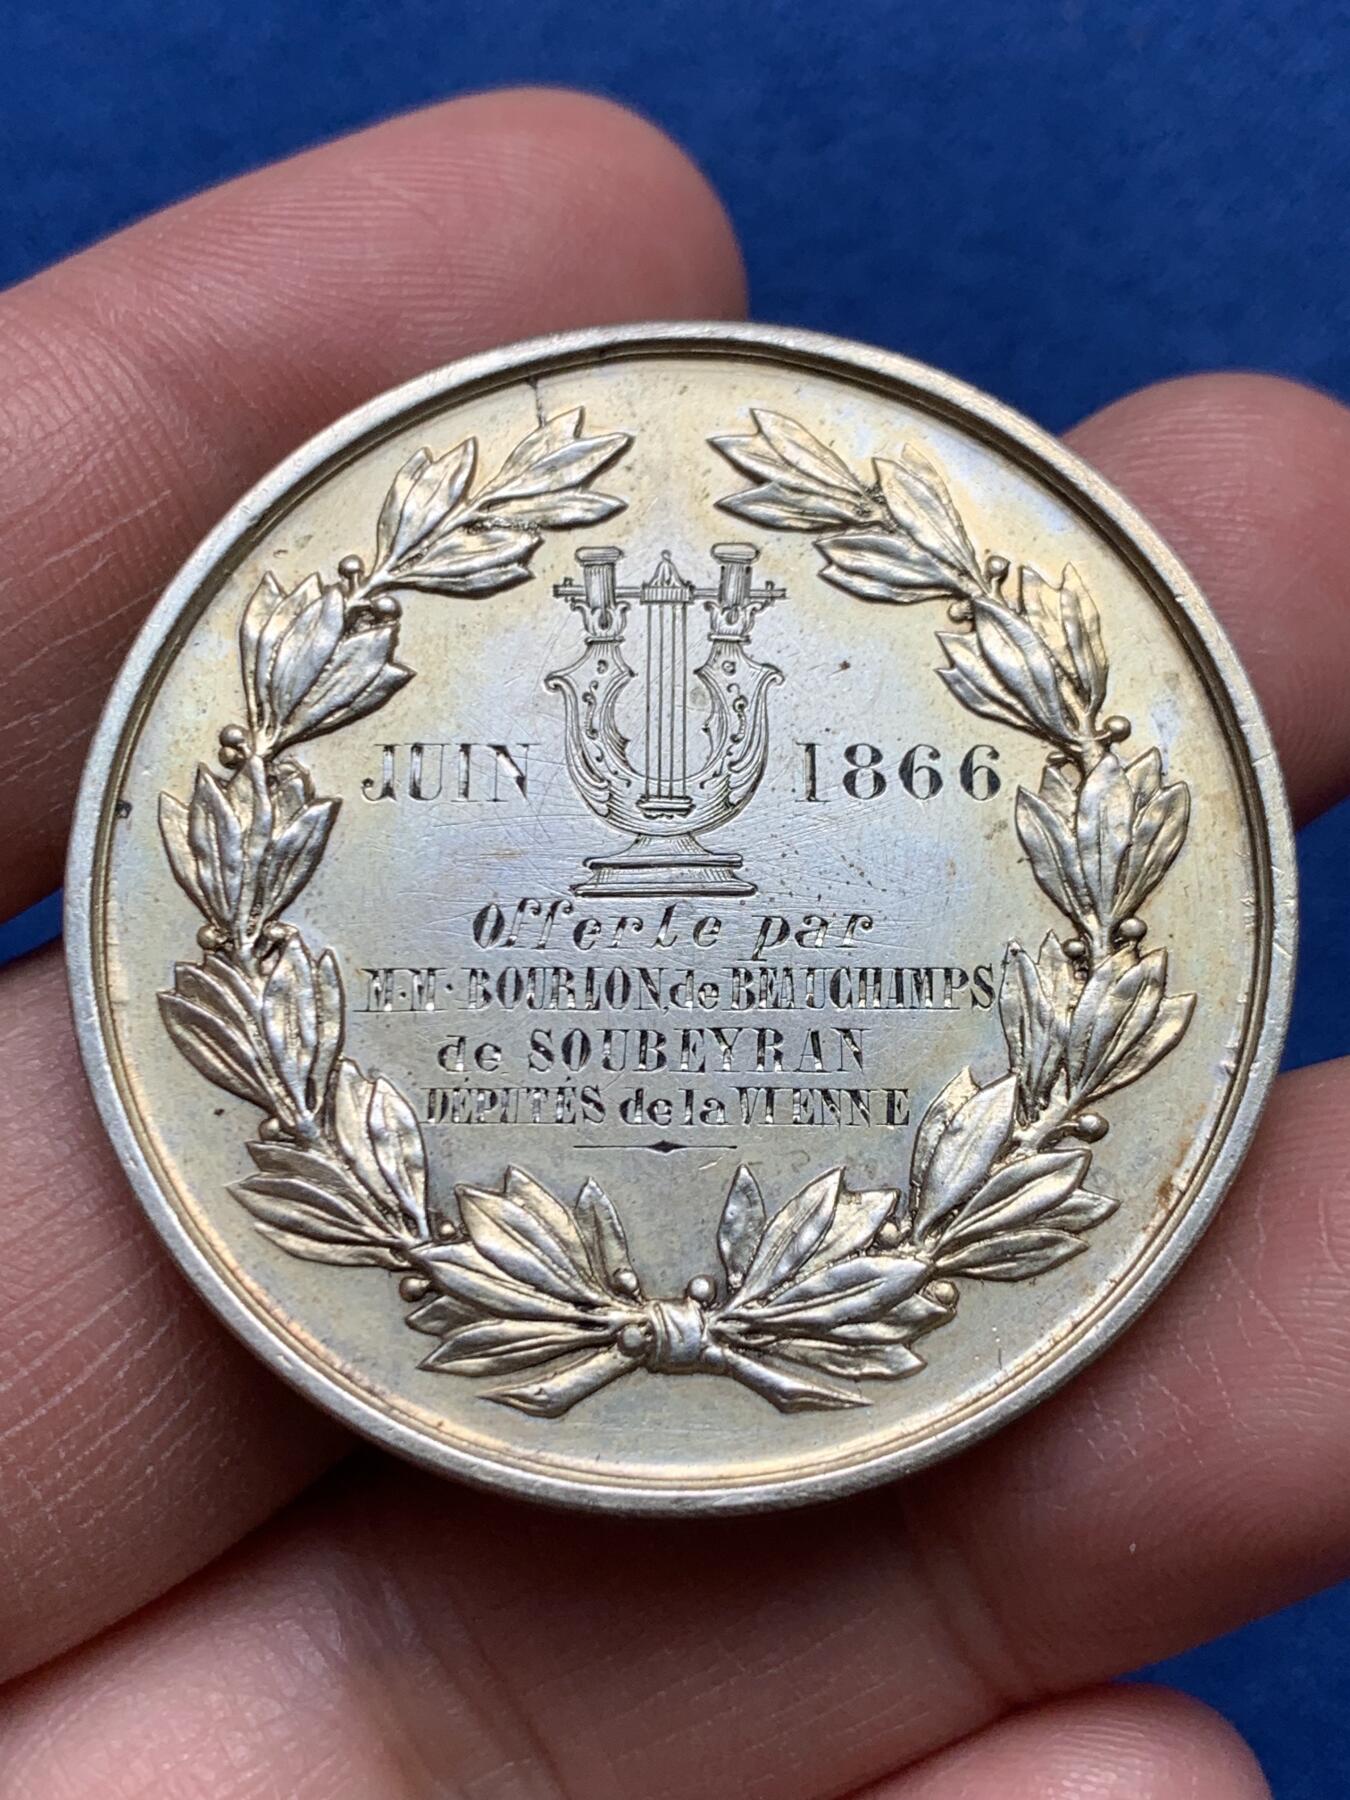 JUIN 1866
Offerte par
M.M. BOURLON, de BEAUCHAMPS
de SOUBEYRAN
DÉPUTÉS de la VIENNE